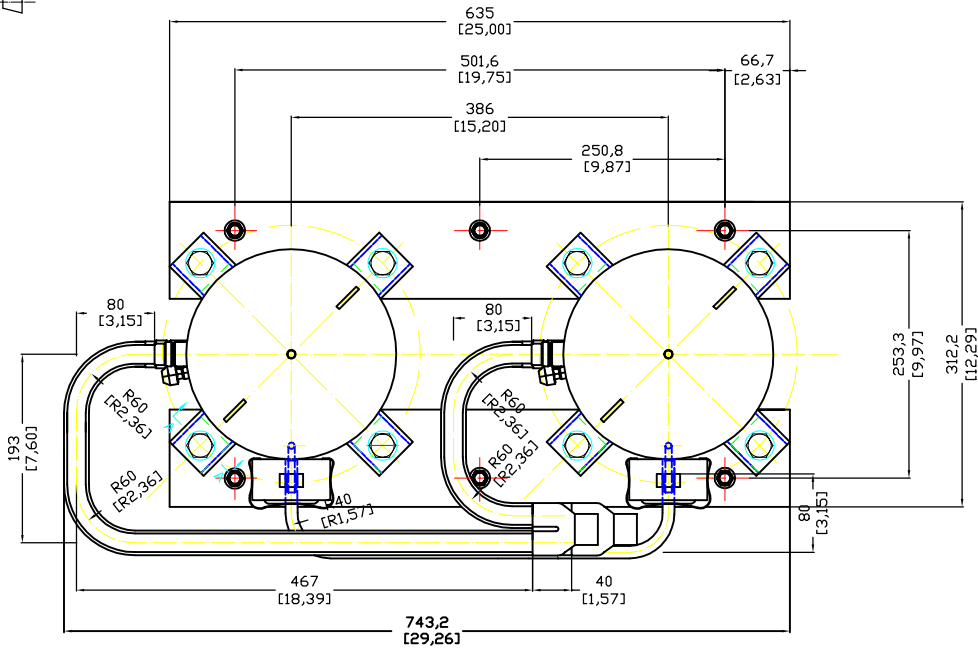 635
[25,00]
501,6
[19,75]
66,7
[2,63]
386
[15,20]
250,8
[9,87]
80
[3,15]
80
[3,15]
253,3
[9,97]
312,2
[12,29]
193
[7,60]
R60
[R2,36]
R60
[R2,36]
R60
[R2,36]
R60
[R2,36]
R40
[R1,57]
80
[3,15]
467
[18,39]
40
[1,57]
743,2
[29,26]